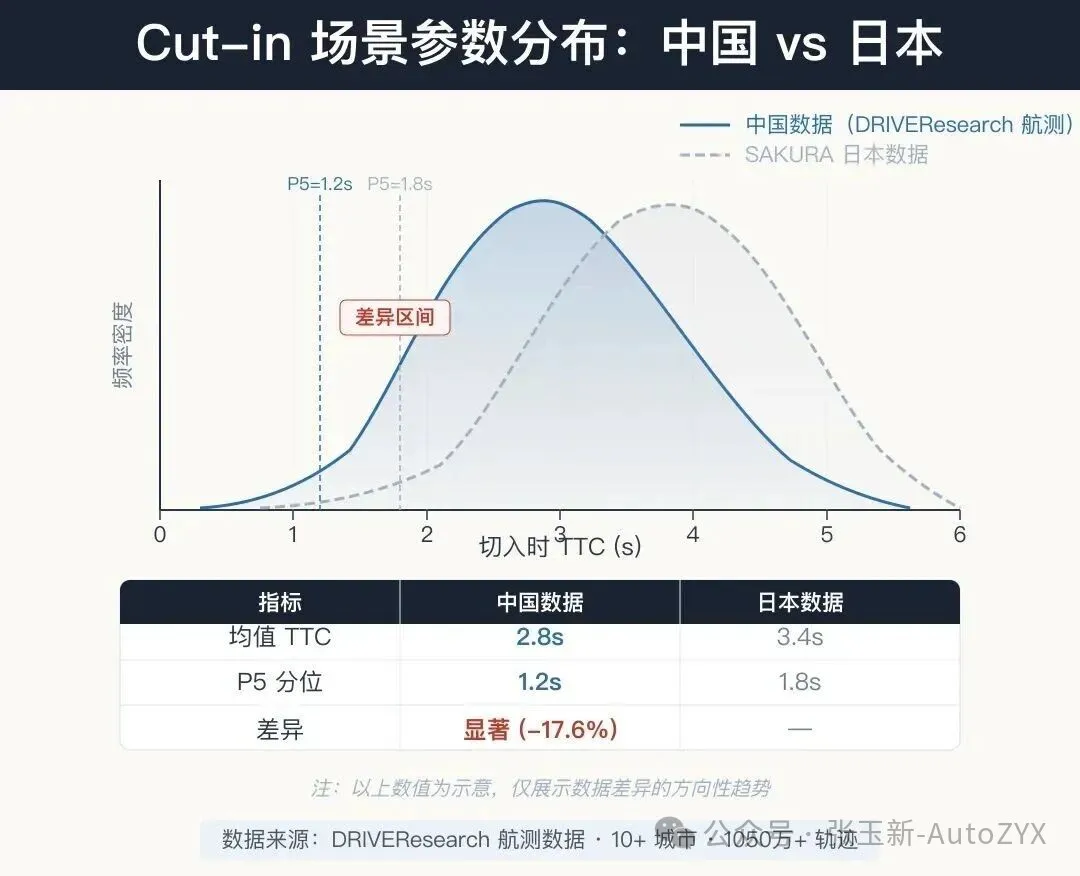 Cut-in 场景参数分布：中国 vs 日本
中国数据（DRIVEResearch 航测）
SAKURA 日本数据
P5=1.2s P5=1.8s
差异区间
频率密度
0 1 2 3 4 5 6
切入时 TTC (s)
指标 中国数据 日本数据
均值 TTC 2.8s 3.4s
P5 分位 1.2s 1.8s
差异 显著 (-17.6%) —
注：以上数值为示意，仅展示数据差异的方向性趋势
数据来源：DRIVEResearch 航测数据 · 10+ 城市 · 1050万+ 轨迹
公众号 · 张玉新-AutoZYX